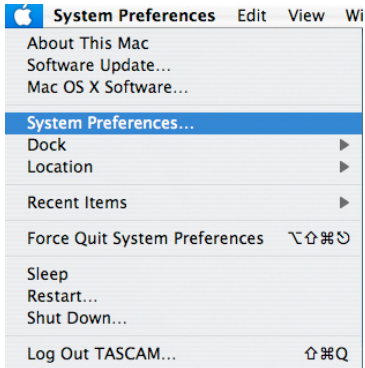 System Preferences Edit View Wi
About This Mac
Software Update...
Mac OS X Software...
System Preferences...
Dock
Location
Recent Items
Force Quit System Preferences ⌥⇧⌘⎋
Sleep
Restart...
Shut Down...
Log Out TASCAM... ⇧⌘Q